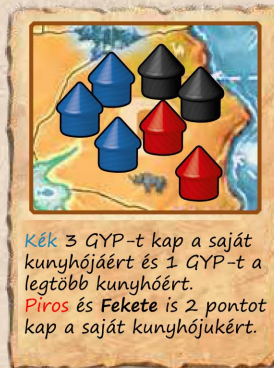 Kék 3 GYP-t kap a saját
kunyhójáért és 1 GYP-t a
legtöbb kunyhóért.
Piros és Fekete is 2 pontot
kap a saját kunyhójukért.